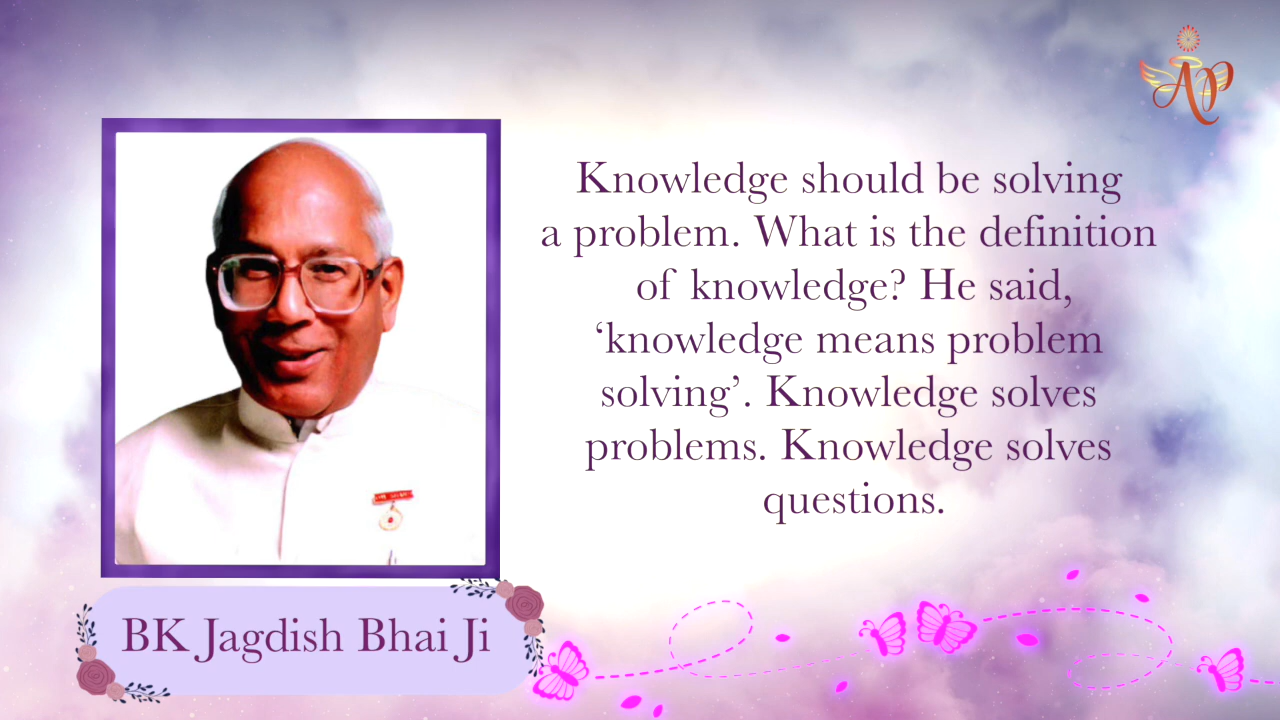 AP
Knowledge should be solving
a problem. What is the definition
of knowledge? He said,
‘knowledge means problem
solving’. Knowledge solves
problems. Knowledge solves
questions.
BK Jagdish Bhai Ji